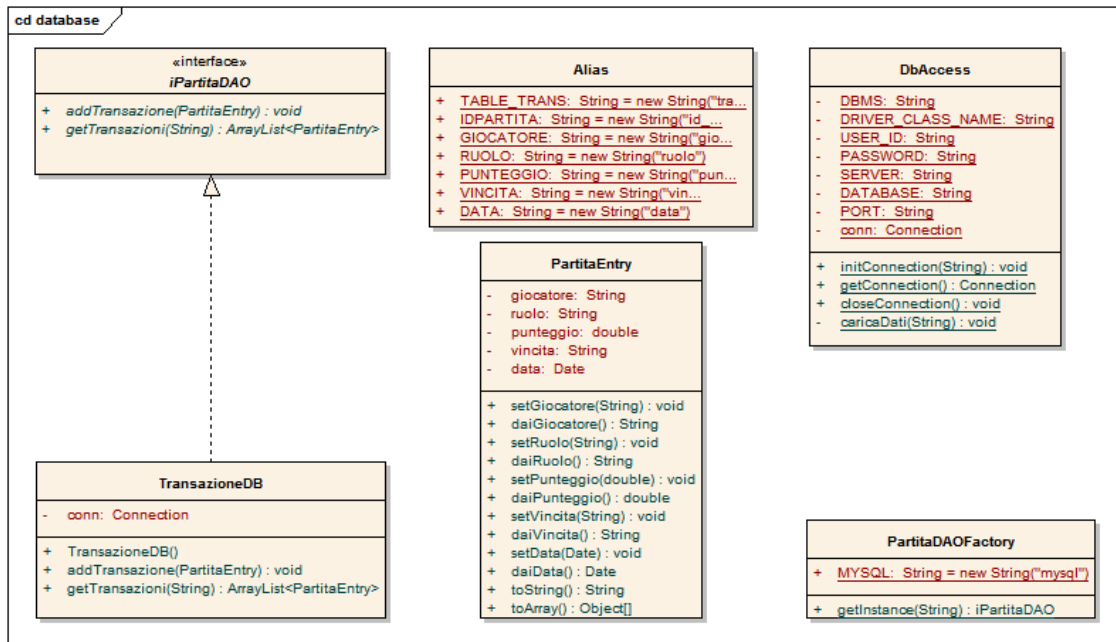 cd database
«interface»
iPartitaDAO
+ addTransazione(PartitaEntry) : void
+ getTransazioni(String) : ArrayList<PartitaEntry>
Alias
+ TABLE_TRANS: String = new String("tra...
+ IDPARTITA: String = new String("id_...
+ GIOCATORE: String = new String("gio...
+ RUOLO: String = new String("ruolo")
+ PUNTEGGIO: String = new String("pun...
+ VINCITA: String = new String("vin...
+ DATA: String = new String("data")
DbAccess
- DBMS: String
- DRIVER_CLASS_NAME: String
- USER_ID: String
- PASSWORD: String
- SERVER: String
- DATABASE: String
- PORT: String
- conn: Connection
+ initConnection(String) : void
+ getConnection() : Connection
+ closeConnection() : void
- caricaDati(String) : void
PartitaEntry
- giocatore: String
- ruolo: String
- punteggio: double
- vincita: String
- data: Date
+ setGiocatore(String) : void
+ daiGiocatore() : String
+ setRuolo(String) : void
+ daiRuolo() : String
+ setPunteggio(double) : void
+ daiPunteggio() : double
+ setVincita(String) : void
+ daiVincita() : String
+ setData(Date) : void
+ daiData() : Date
+ toString() : String
+ toArray() : Object[]
TransazioneDB
- conn: Connection
+ TransazioneDB()
+ addTransazione(PartitaEntry) : void
+ getTransazioni(String) : ArrayList<PartitaEntry>
PartitaDAOFactory
+ MYSQL: String = new String("mysql")
+ getInstance(String) : iPartitaDAO